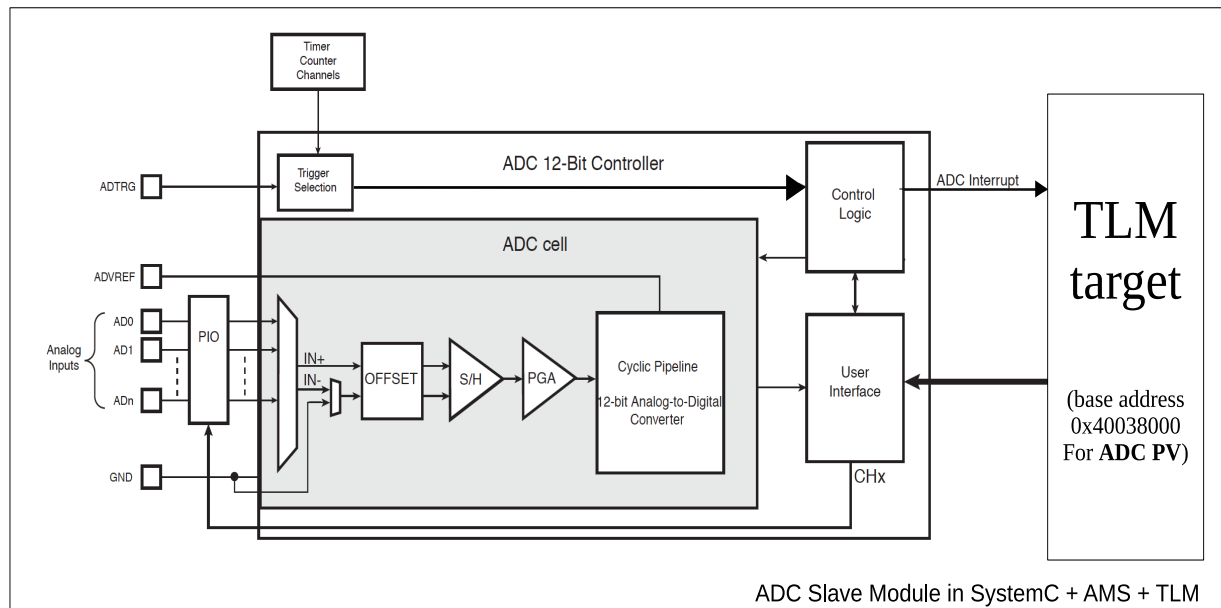 Timer
Counter
Channels
ADC 12-Bit Controller
Trigger
Selection
ADTRG
Control
Logic
ADC Interrupt
TLM
target
(base address
0x40038000
For ADC PV)
ADC cell
ADVREF
Analog
Inputs
AD0
AD1
ADn
PIO
IN+
IN-
OFFSET
S/H
PGA
Cyclic Pipeline
12-bit Analog-to-Digital
Converter
User
Interface
GND
CHx
ADC Slave Module in SystemC + AMS + TLM